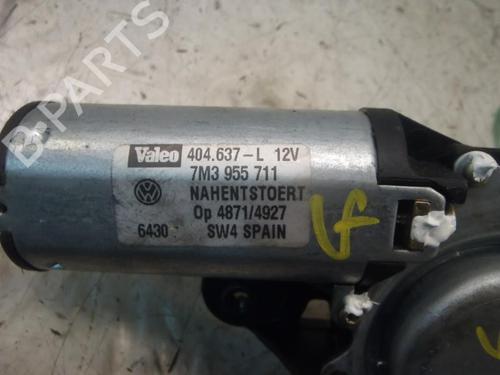 B-PARTS
Valeo 404.637-L 12V
7M3 955 711
NAHENTSTOERT
Op 4871/4927
6430 SW4 SPAIN